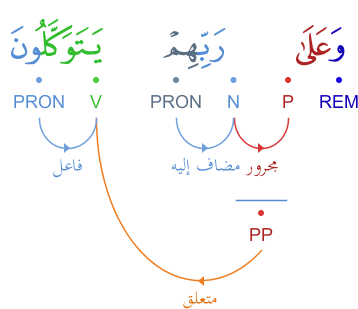 وَعَلَىٰ رَبِّهِمْ يَتَوَكَّلُونَ
REM P N PRON V PRON
مجرور مضاف إليه فاعل
PP
متعلق